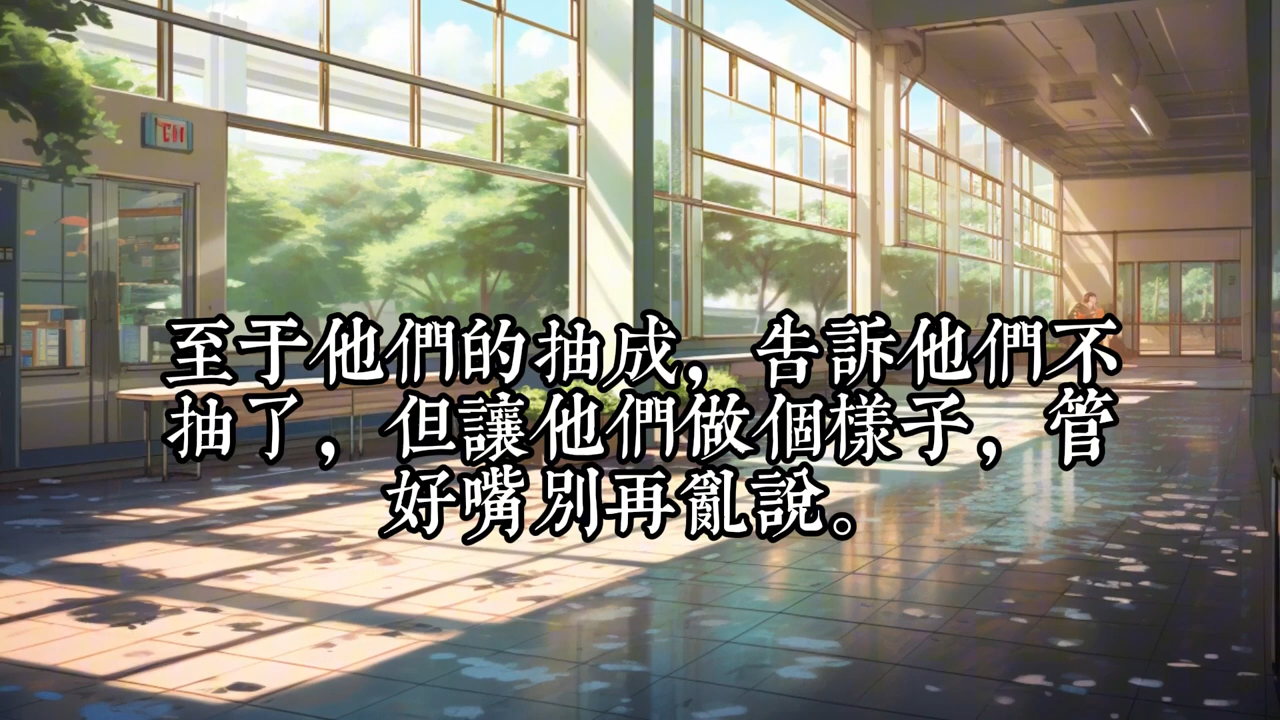 至于他們的抽成，告訴他們不
抽了，但讓他們做個樣子，管
好嘴別再亂說。